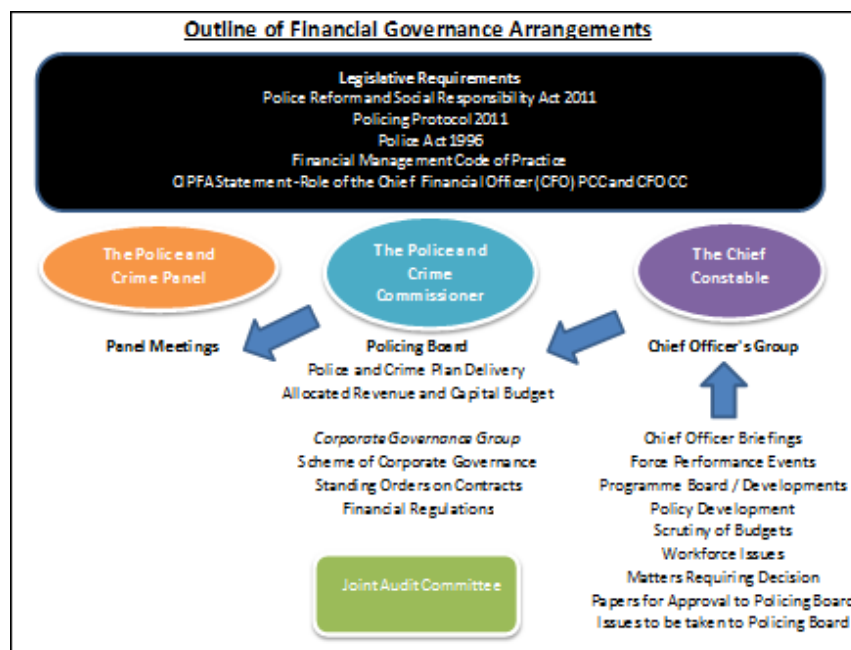 Outline of Financial Governance Arrangements
Legislative Requirements
Police Reform and Social Responsibility Act 2011
Policing Protocol 2011
Police Act 1996
Financial Management Code of Practice
CIPFA Statement - Role of the Chief Financial Officer (CFO) PCC and CFO CC
The Police and
Crime Panel
The Police and
Crime
Commissioner
The Chief
Constable
Panel Meetings
Policing Board
Police and Crime Plan Delivery
Allocated Revenue and Capital Budget
Corporate Governance Group
Scheme of Corporate Governance
Standing Orders on Contracts
Financial Regulations
Joint Audit Committee
Chief Officer's Group
Chief Officer Briefings
Force Performance Events
Programme Board / Developments
Policy Development
Scrutiny of Budgets
Workforce Issues
Matters Requiring Decision
Papers for Approval to Policing Board
Issues to be taken to Policing Board